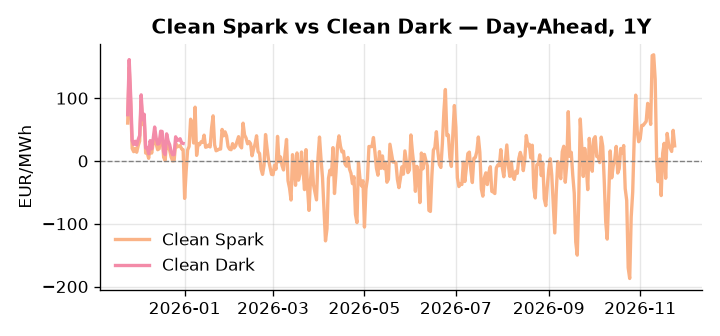 Clean Spark vs Clean Dark — Day-Ahead, 1Y
EUR/MWh
100
0
−100
−200
Clean Spark
Clean Dark
2026-01 2026-03 2026-05 2026-07 2026-09 2026-11